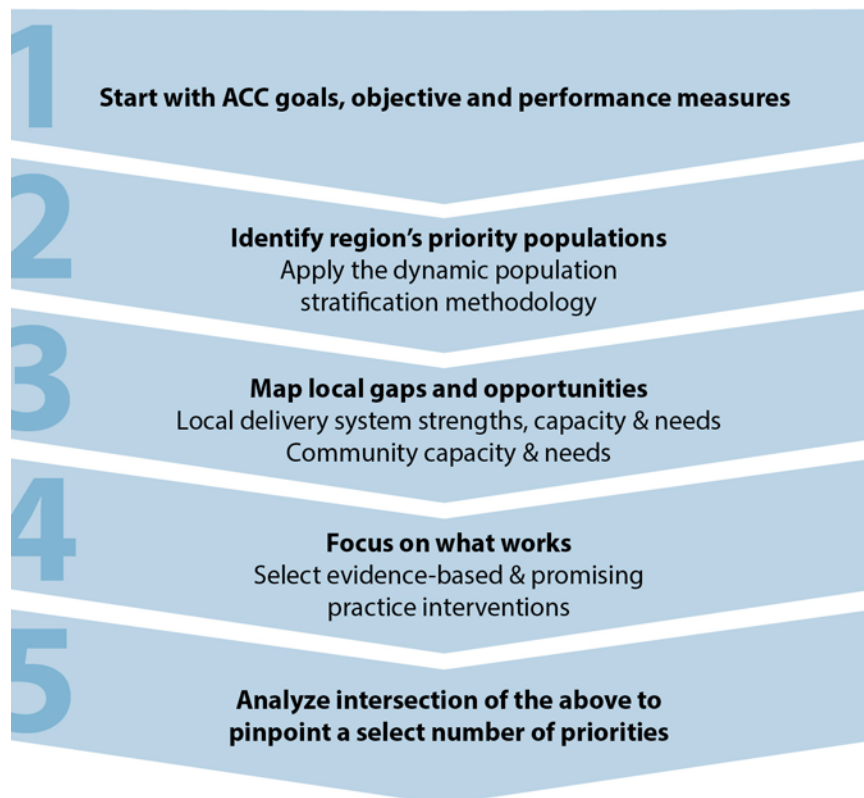 1
Start with ACC goals, objective and performance measures
2
Identify region's priority populations
Apply the dynamic population
stratification methodology
3
Map local gaps and opportunities
Local delivery system strengths, capacity & needs
Community capacity & needs
4
Focus on what works
Select evidence-based & promising
practice interventions
5
Analyze intersection of the above to
pinpoint a select number of priorities